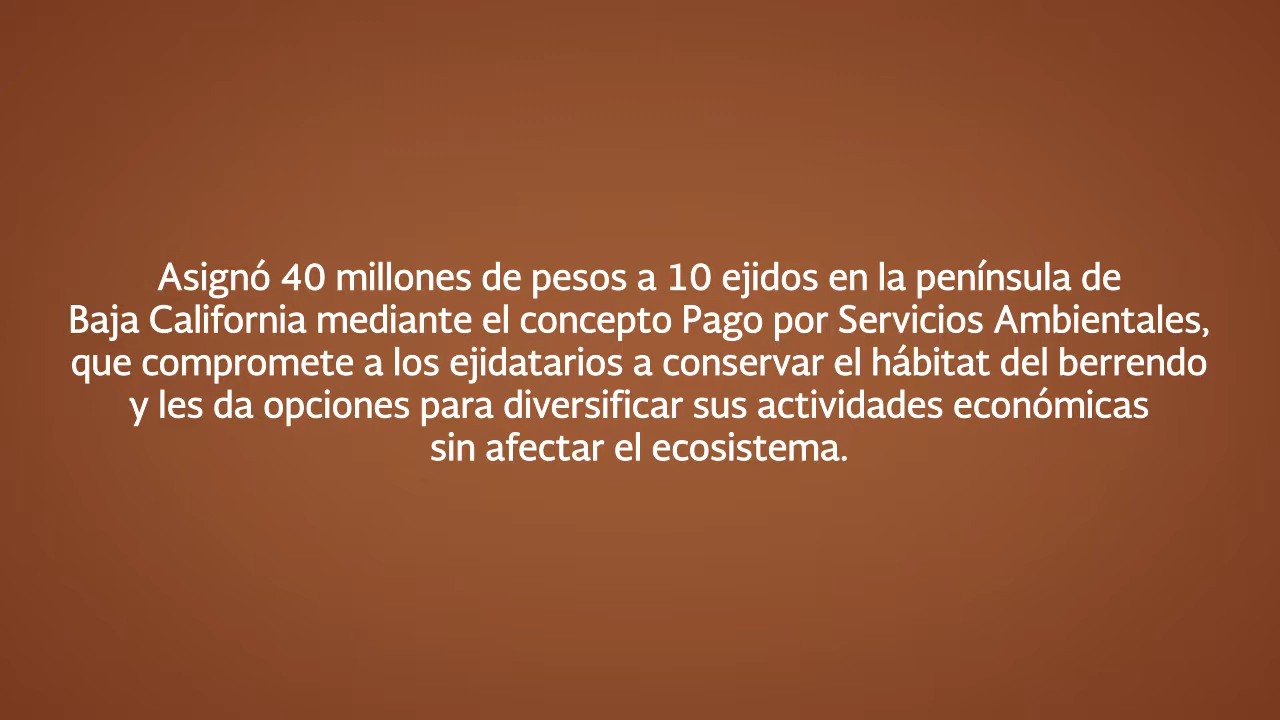 Asignó 40 millones de pesos a 10 ejidos en la península de
Baja California mediante el concepto Pago por Servicios Ambientales,
que compromete a los ejidatarios a conservar el hábitat del berrendo
y les da opciones para diversificar sus actividades económicas
sin afectar el ecosistema.